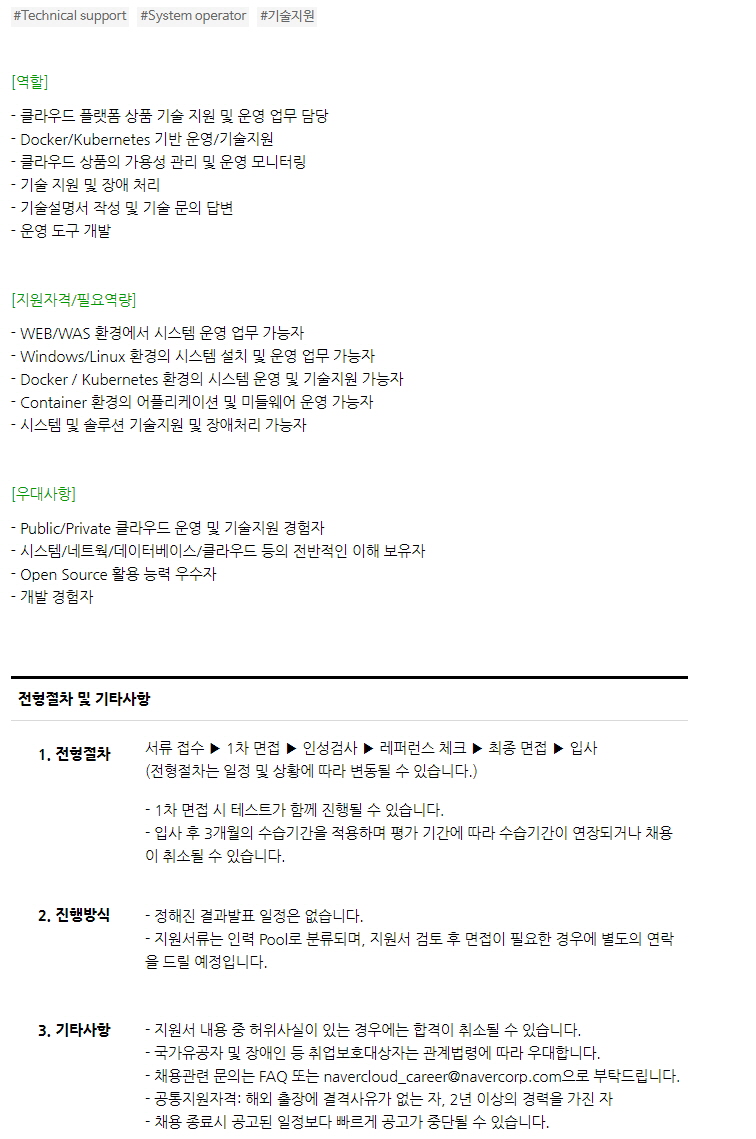 #Technical support #System operator #기술지원
[역할]
- 클라우드 플랫폼 상품 기술 지원 및 운영 업무 담당
- Docker/Kubernetes 기반 운영/기술지원
- 클라우드 상품의 가용성 관리 및 운영 모니터링
- 기술 지원 및 장애 처리
- 기술설명서 작성 및 기술 문의 답변
- 운영 도구 개발
[지원자격/필요역량]
- WEB/WAS 환경에서 시스템 운영 업무 가능자
- Windows/Linux 환경의 시스템 설치 및 운영 업무 가능자
- Docker / Kubernetes 환경의 시스템 운영 및 기술지원 가능자
- Container 환경의 어플리케이션 및 미들웨어 운영 가능자
- 시스템 및 솔루션 기술지원 및 장애처리 가능자
[우대사항]
- Public/Private 클라우드 운영 및 기술지원 경험자
- 시스템/네트웍/데이터베이스/클라우드 등의 전반적인 이해 보유자
- Open Source 활용 능력 우수자
- 개발 경험자
전형절차 및 기타사항
1. 전형절차
서류 접수 ▶ 1차 면접 ▶ 인성검사 ▶ 레퍼런스 체크 ▶ 최종 면접 ▶ 입사
(전형절차는 일정 및 상황에 따라 변동될 수 있습니다.)
- 1차 면접 시 테스트가 함께 진행될 수 있습니다.
- 입사 후 3개월의 수습기간을 적용하며 평가 기간에 따라 수습기간이 연장되거나 채용
이 취소될 수 있습니다.
2. 진행방식
- 정해진 결과발표 일정은 없습니다.
- 지원서류는 인력 Pool로 분류되며, 지원서 검토 후 면접이 필요한 경우에 별도의 연락
을 드릴 예정입니다.
3. 기타사항
- 지원서 내용 중 허위사실이 있는 경우에는 합격이 취소될 수 있습니다.
- 국가유공자 및 장애인 등 취업보호대상자는 관계법령에 따라 우대합니다.
- 채용관련 문의는 FAQ 또는 navercloud_career@navercorp.com으로 부탁드립니다.
- 공통지원자격: 해외 출장에 결격사유가 없는 자, 2년 이상의 경력을 가진 자
- 채용 종료시 공고된 일정보다 빠르게 공고가 중단될 수 있습니다.